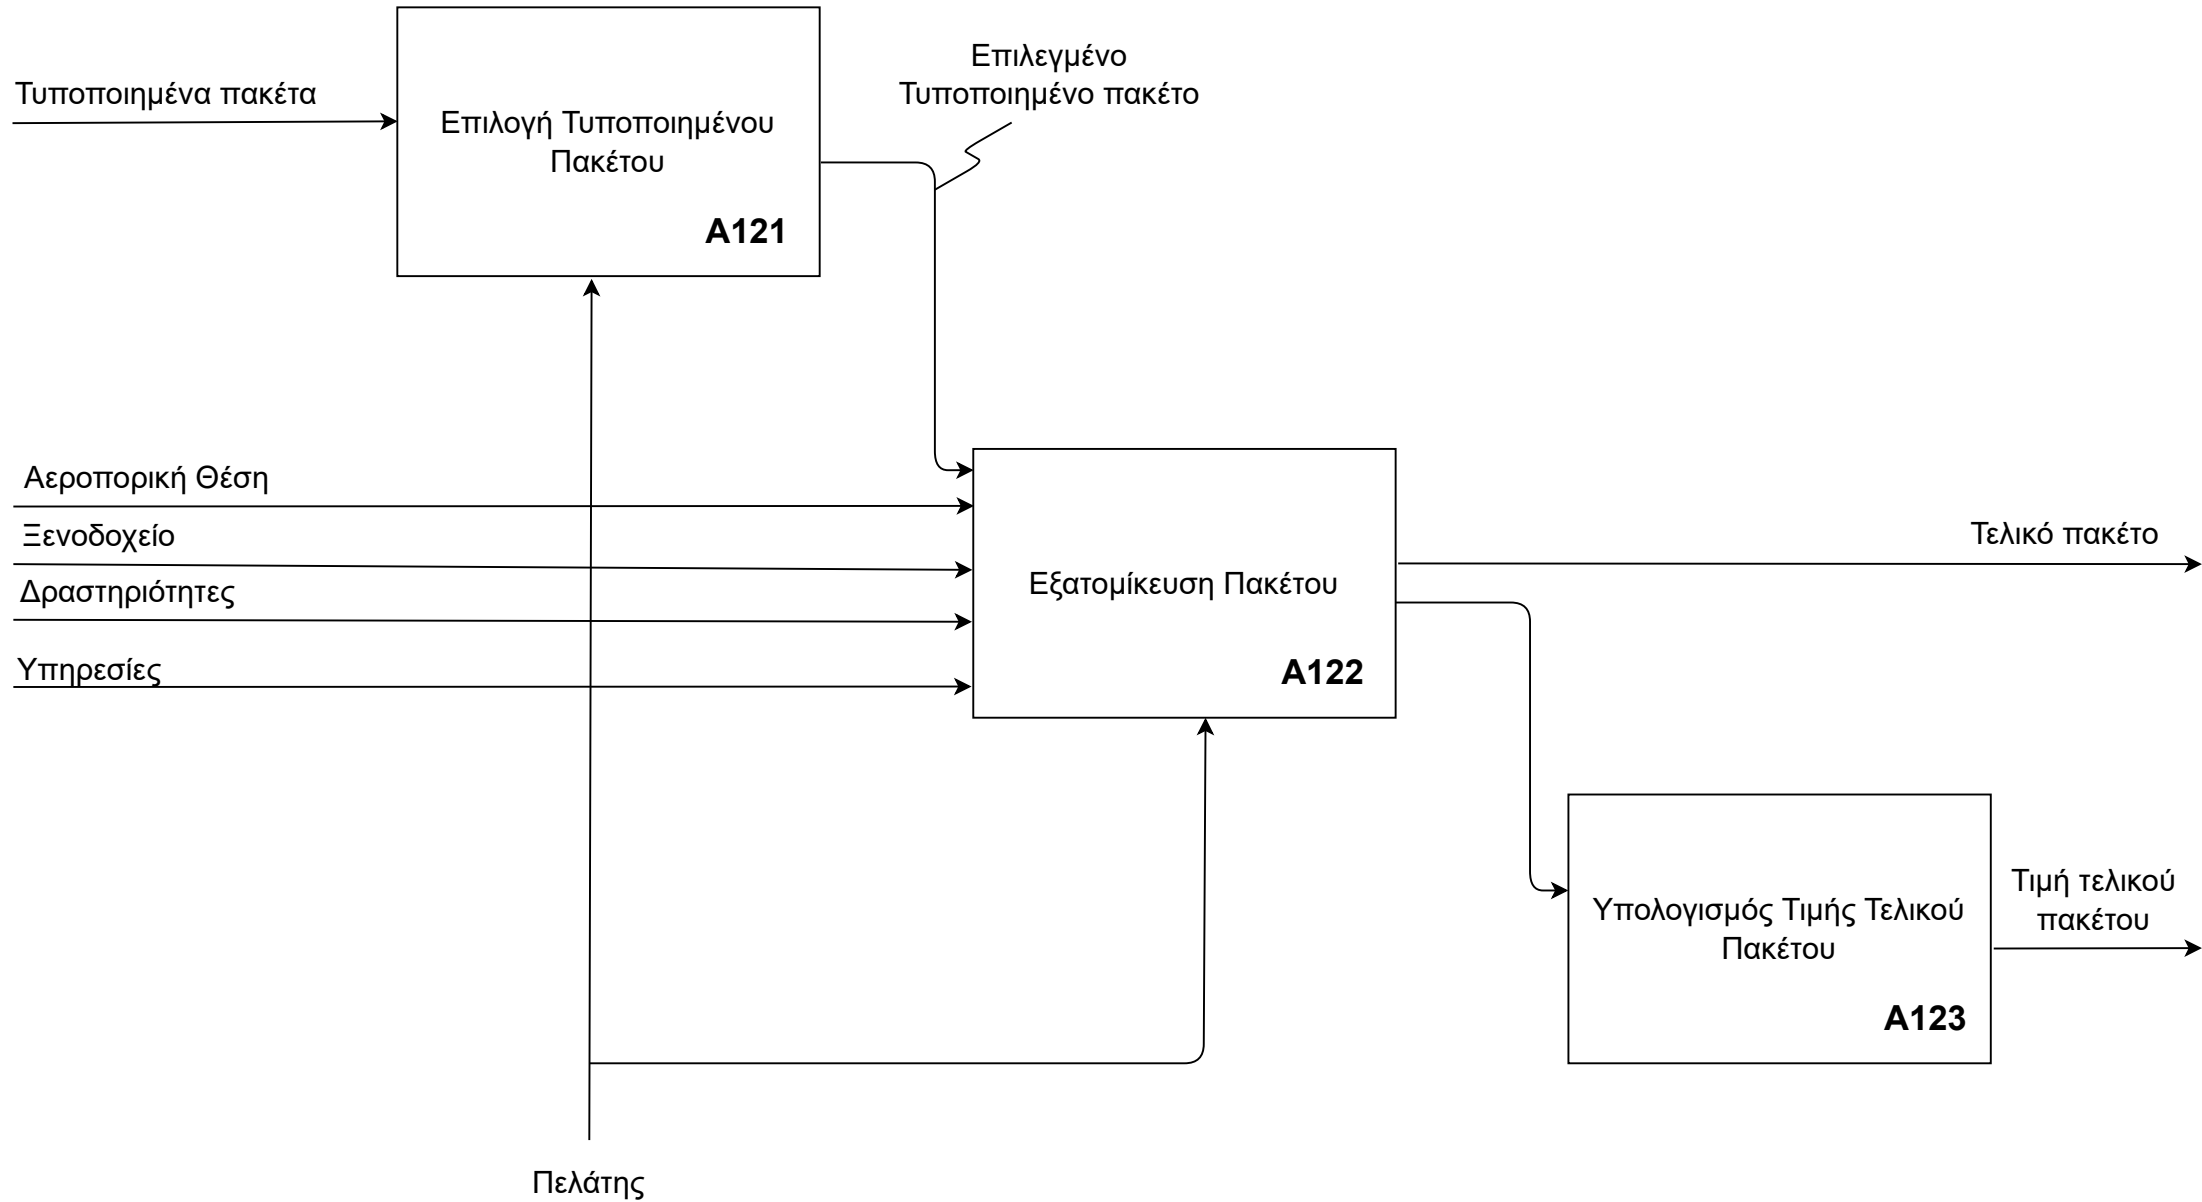 Τυποποιημένα πακέτα
Επιλογή Τυποποιημένου
Πακέτου
A121
Επιλεγμένο
Τυποποιημένο πακέτο
Αεροπορική Θέση
Ξενοδοχείο
Δραστηριότητες
Υπηρεσίες
Εξατομίκευση Πακέτου
A122
Τελικό πακέτο
Υπολογισμός Τιμής Τελικού
Πακέτου
A123
Τιμή τελικού
πακέτου
Πελάτης